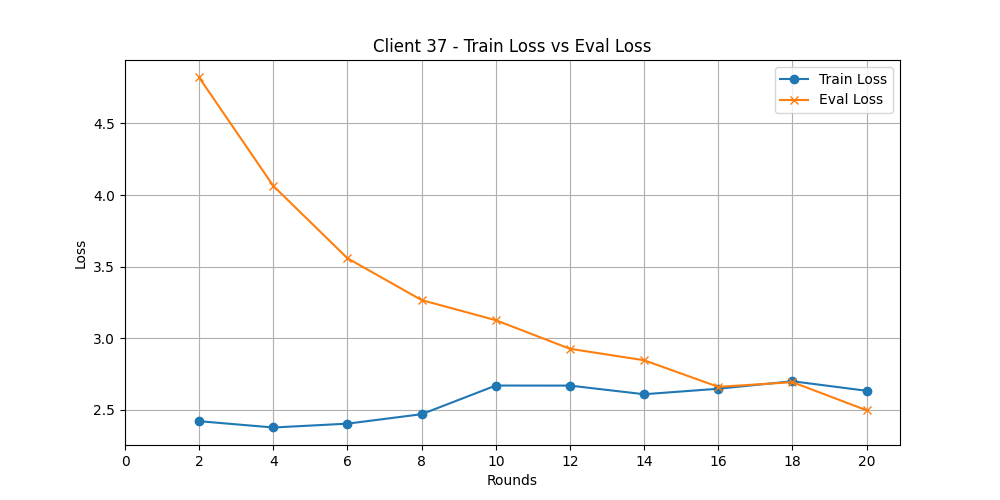 Client 37 - Train Loss vs Eval Loss
Train Loss
Eval Loss
4.5
4.0
3.5
3.0
2.5
Loss
0 2 4 6 8 10 12 14 16 18 20
Rounds